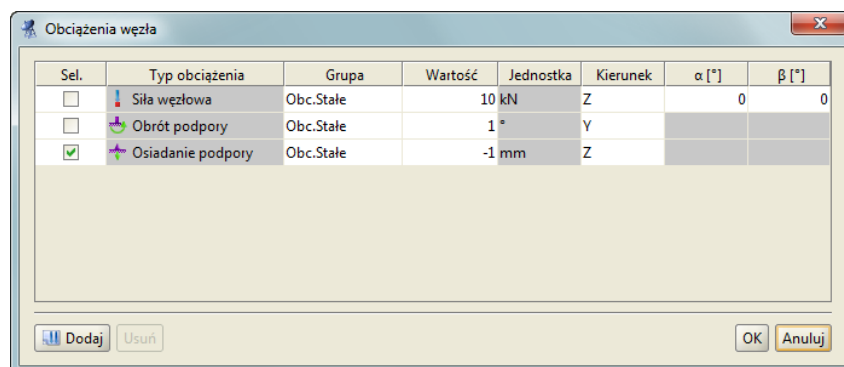 Obciążenia węzła
Sel. Typ obciążenia Grupa Wartość Jednostka Kierunek α [°] β [°]
Siła węzłowa Obc.Stałe 10 kN Z 0 0
Obrót podpory Obc.Stałe 1 ° Y
Osiadanie podpory Obc.Stałe -1 mm Z
Dodaj Usuń OK Anuluj